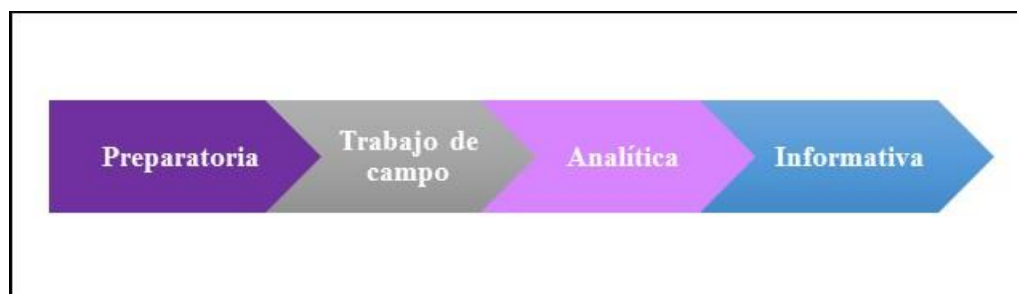 Preparatoria
Trabajo de
campo
Analítica
Informativa